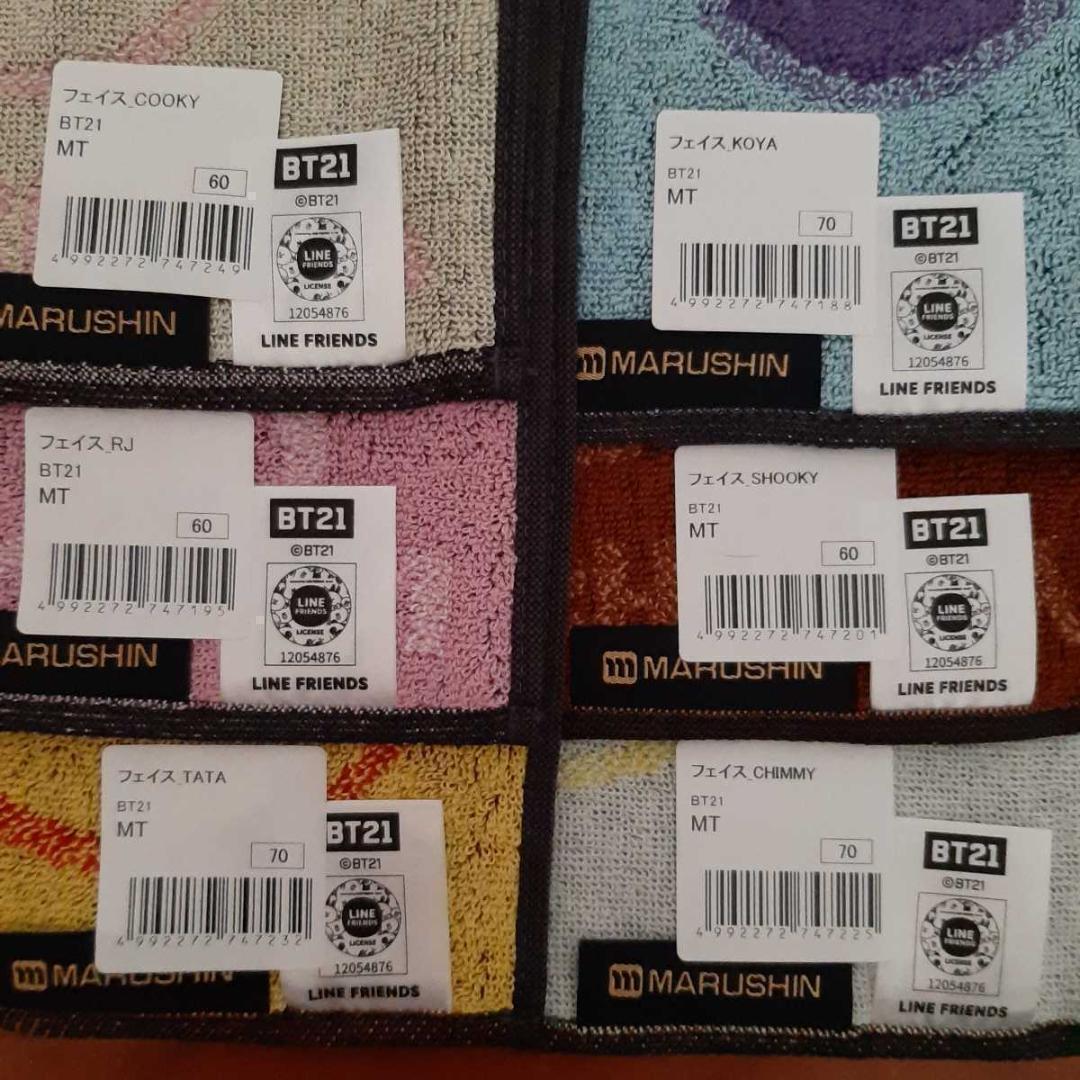 フェイス_COOKY
BT21
MT
60
4992272747249
BT21
©BT21
LINE
FRIENDS
LICENSE
12054876
LINE FRIENDS
MARUSHIN
フェイス_KOYA
BT21
MT
70
4992272747188
BT21
©BT21
LINE
FRIENDS
LICENSE
12054876
LINE FRIENDS
MARUSHIN
フェイス_RJ
BT21
MT
60
4992272747195
BT21
©BT21
LINE
FRIENDS
LICENSE
12054876
LINE FRIENDS
ARUSHIN
フェイス_SHOOKY
BT21
MT
60
4992272747201
BT21
©BT21
LINE
FRIENDS
LICENSE
12054876
LINE FRIENDS
MARUSHIN
フェイス_TATA
BT21
MT
70
4992272747232
BT21
©BT21
LINE
FRIENDS
LICENSE
12054876
LINE FRIENDS
MARUSHIN
フェイス_CHIMMY
BT21
MT
70
4992272747225
BT21
©BT21
LINE
FRIENDS
LICENSE
12054876
LINE FRIENDS
MARUSHIN